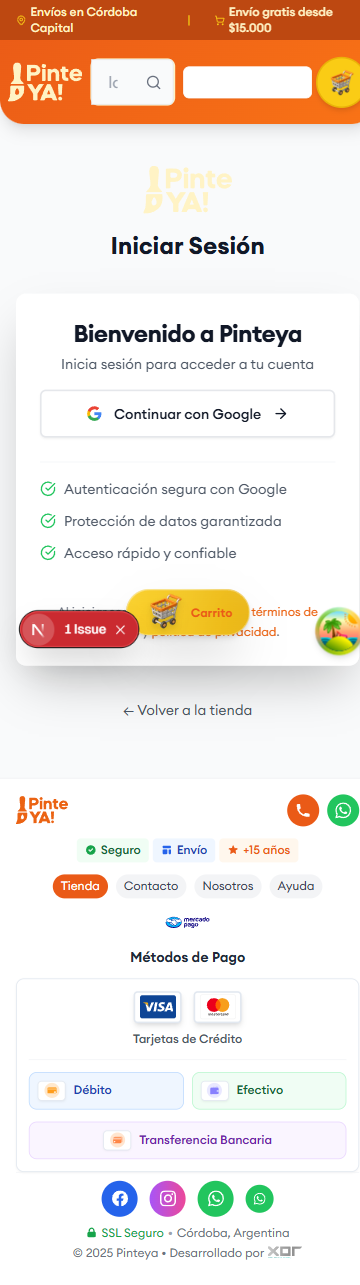 Envíos en Córdoba
Capital
|
Envío gratis desde
$15.000
Pinte
YA!
Pinte
YA!
Iniciar Sesión
Bienvenido a Pinteya
Inicia sesión para acceder a tu cuenta
Continuar con Google →
Autenticación segura con Google
Protección de datos garantizada
Acceso rápido y confiable
términos de
y política de privacidad.
N 1 Issue ×
Carrito
← Volver a la tienda
Pinte
YA!
Seguro
Envío
+15 años
Tienda
Contacto
Nosotros
Ayuda
mercado
pago
Métodos de Pago
VISA
mastercard
Tarjetas de Crédito
Débito
Efectivo
Transferencia Bancaria
SSL Seguro • Córdoba, Argentina
© 2025 Pinteya • Desarrollado por XOR